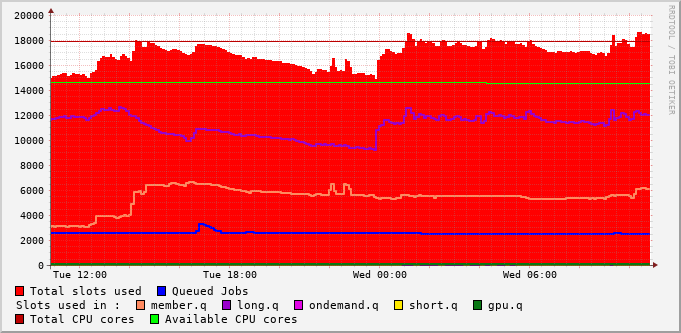 20000
18000
16000
14000
12000
10000
8000
6000
4000
2000
0
Tue 12:00 Tue 18:00 Wed 00:00 Wed 06:00
Total slots used Queued Jobs
Slots used in : member.q long.q ondemand.q short.q gpu.q
Total CPU cores Available CPU cores
RRDTOOL / TOBI OETIKER